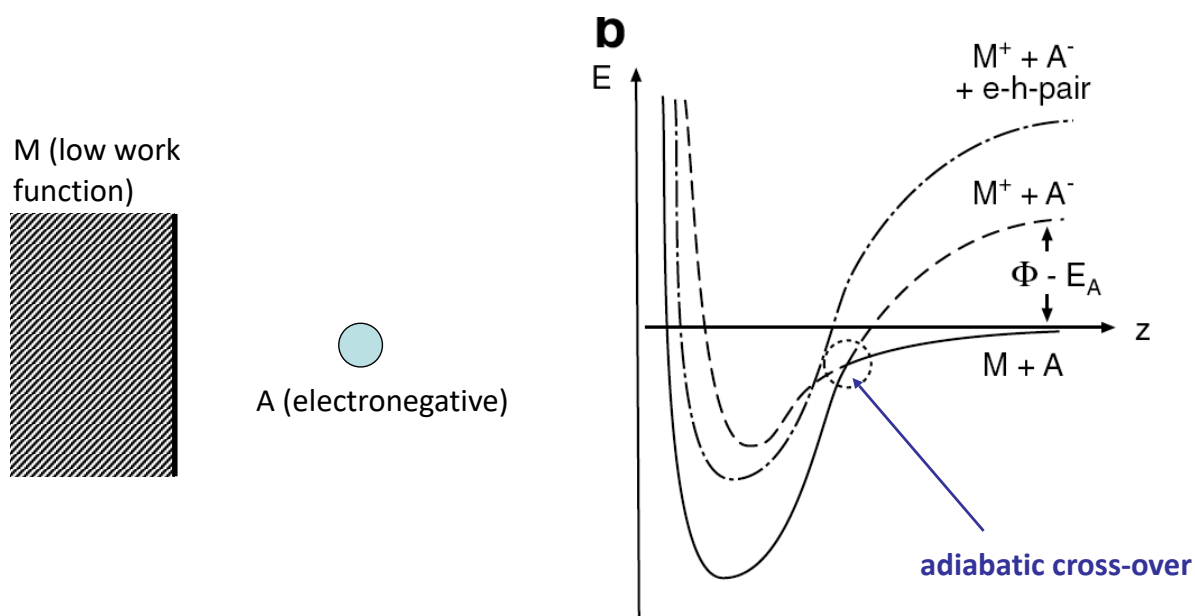 M (low work
function)
A (electronegative)
b
E
M⁺ + A⁻
+ e-h-pair
M⁺ + A⁻
Φ - E_A
z
M + A
adiabatic cross-over